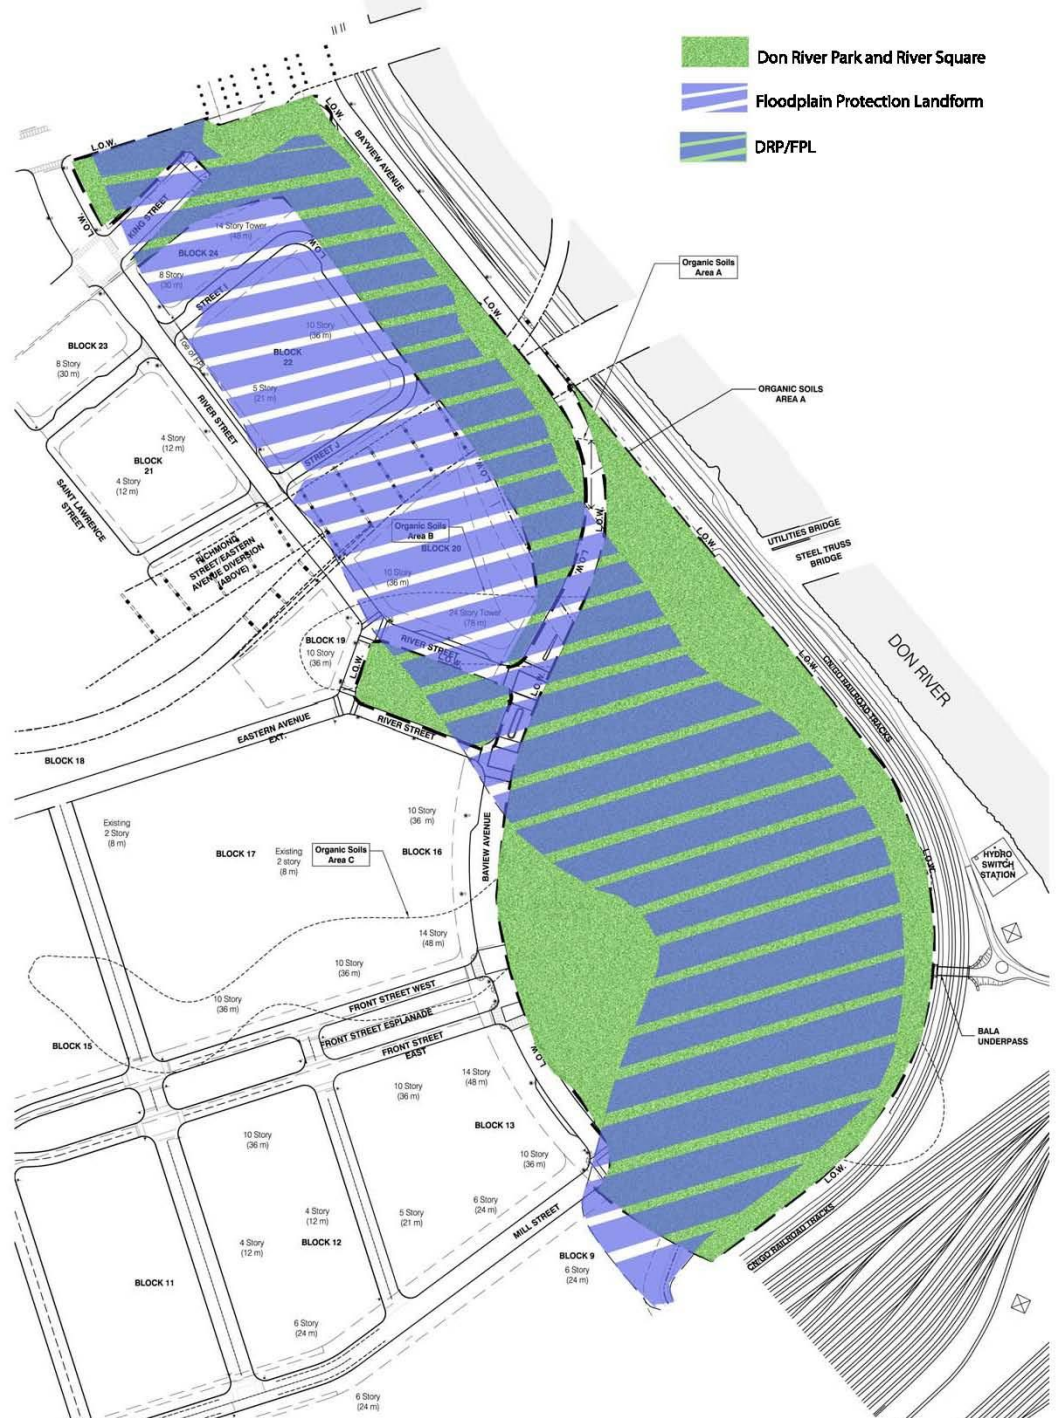 Don River Park and River Square
Floodplain Protection Landform
DRP/FPL
L.O.W.
L.O.W.
BAYVIEW AVENUE
L.O.W.
KING STREET
14 Story Tower
(48 m)
BLOCK 24
L.O.W.
8 Story
(30 m)
STREET I
Organic Soils
Area A
L.O.W.
10 Story
(36 m)
Toe of FPL
BLOCK
22
BLOCK 23
8 Story
(30 m)
5 Story
(21 m)
ORGANIC SOILS
AREA A
RIVER STREET
4 Story
(12 m)
STREET J
BLOCK
21
4 Story
(12 m)
L.O.W.
SAINT LAWRENCE
STREET
L.O.W.
L.O.W.
UTILITIES BRIDGE
STEEL TRUSS
BRIDGE
Organic Soils
Area B
BLOCK 20
RICHMOND
STREET/EASTERN
AVENUE DIVERSION
(ABOVE)
L.O.W.
10 Story
(36 m)
24 Story Tower
(78 m)
BLOCK 19
10 Story
(36 m)
RIVER STREET
L.O.W.
L.O.W.
L.O.W.
L.O.W.
DON RIVER
CN/GO RAILROAD TRACKS
EASTERN AVENUE
EXT.
RIVER STREET
BLOCK 18
Existing
2 Story
(8 m)
10 Story
(36 m)
BAVIEW AVENUE
BLOCK 17
Existing
2 story
(8 m)
Organic Soils
Area C
BLOCK 16
L.O.W.
HYDRO
SWITCH
STATION
14 Story
(48 m)
10 Story
(36 m)
10 Story
(36 m)
FRONT STREET WEST
FRONT STREET ESPLANADE
FRONT STREET
EAST
BLOCK 15
BALA
UNDERPASS
L.O.W.
14 Story
(48 m)
10 Story
(36 m)
BLOCK 13
10 Story
(36 m)
10 Story
(36 m)
L.O.W.
6 Story
(24 m)
4 Story
(12 m)
5 Story
(21 m)
MILL STREET
CN/GO RAILROAD TRACKS
4 Story
(12 m)
BLOCK 12
BLOCK 9
6 Story
(24 m)
BLOCK 11
6 Story
(24 m)
6 Story
(24 m)